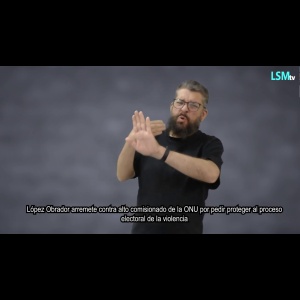 LSMtv
López Obrador arremete contra alto comisionado de la ONU por pedir proteger al proceso
electoral de la violencia